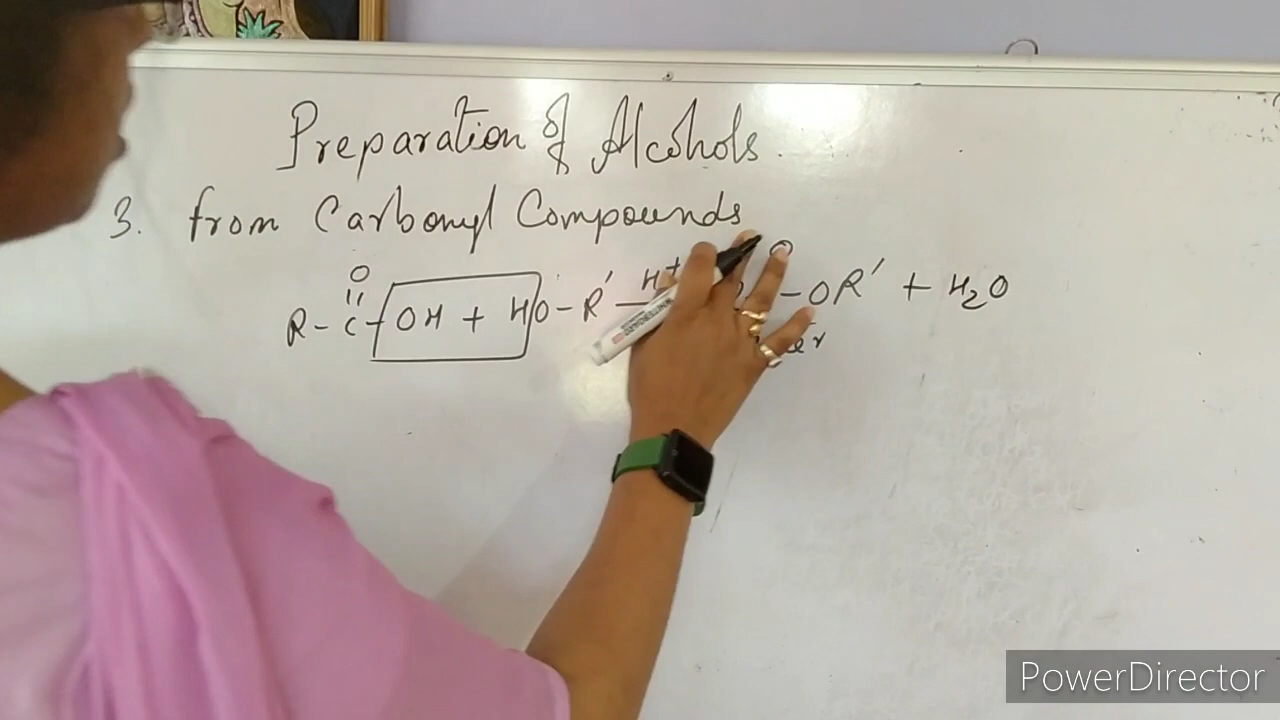 Preparation of Alcohols.
3. from Carbonyl Compounds
O O
R - C - OH + HO - R' H+ - OR' + H2O
PowerDirector